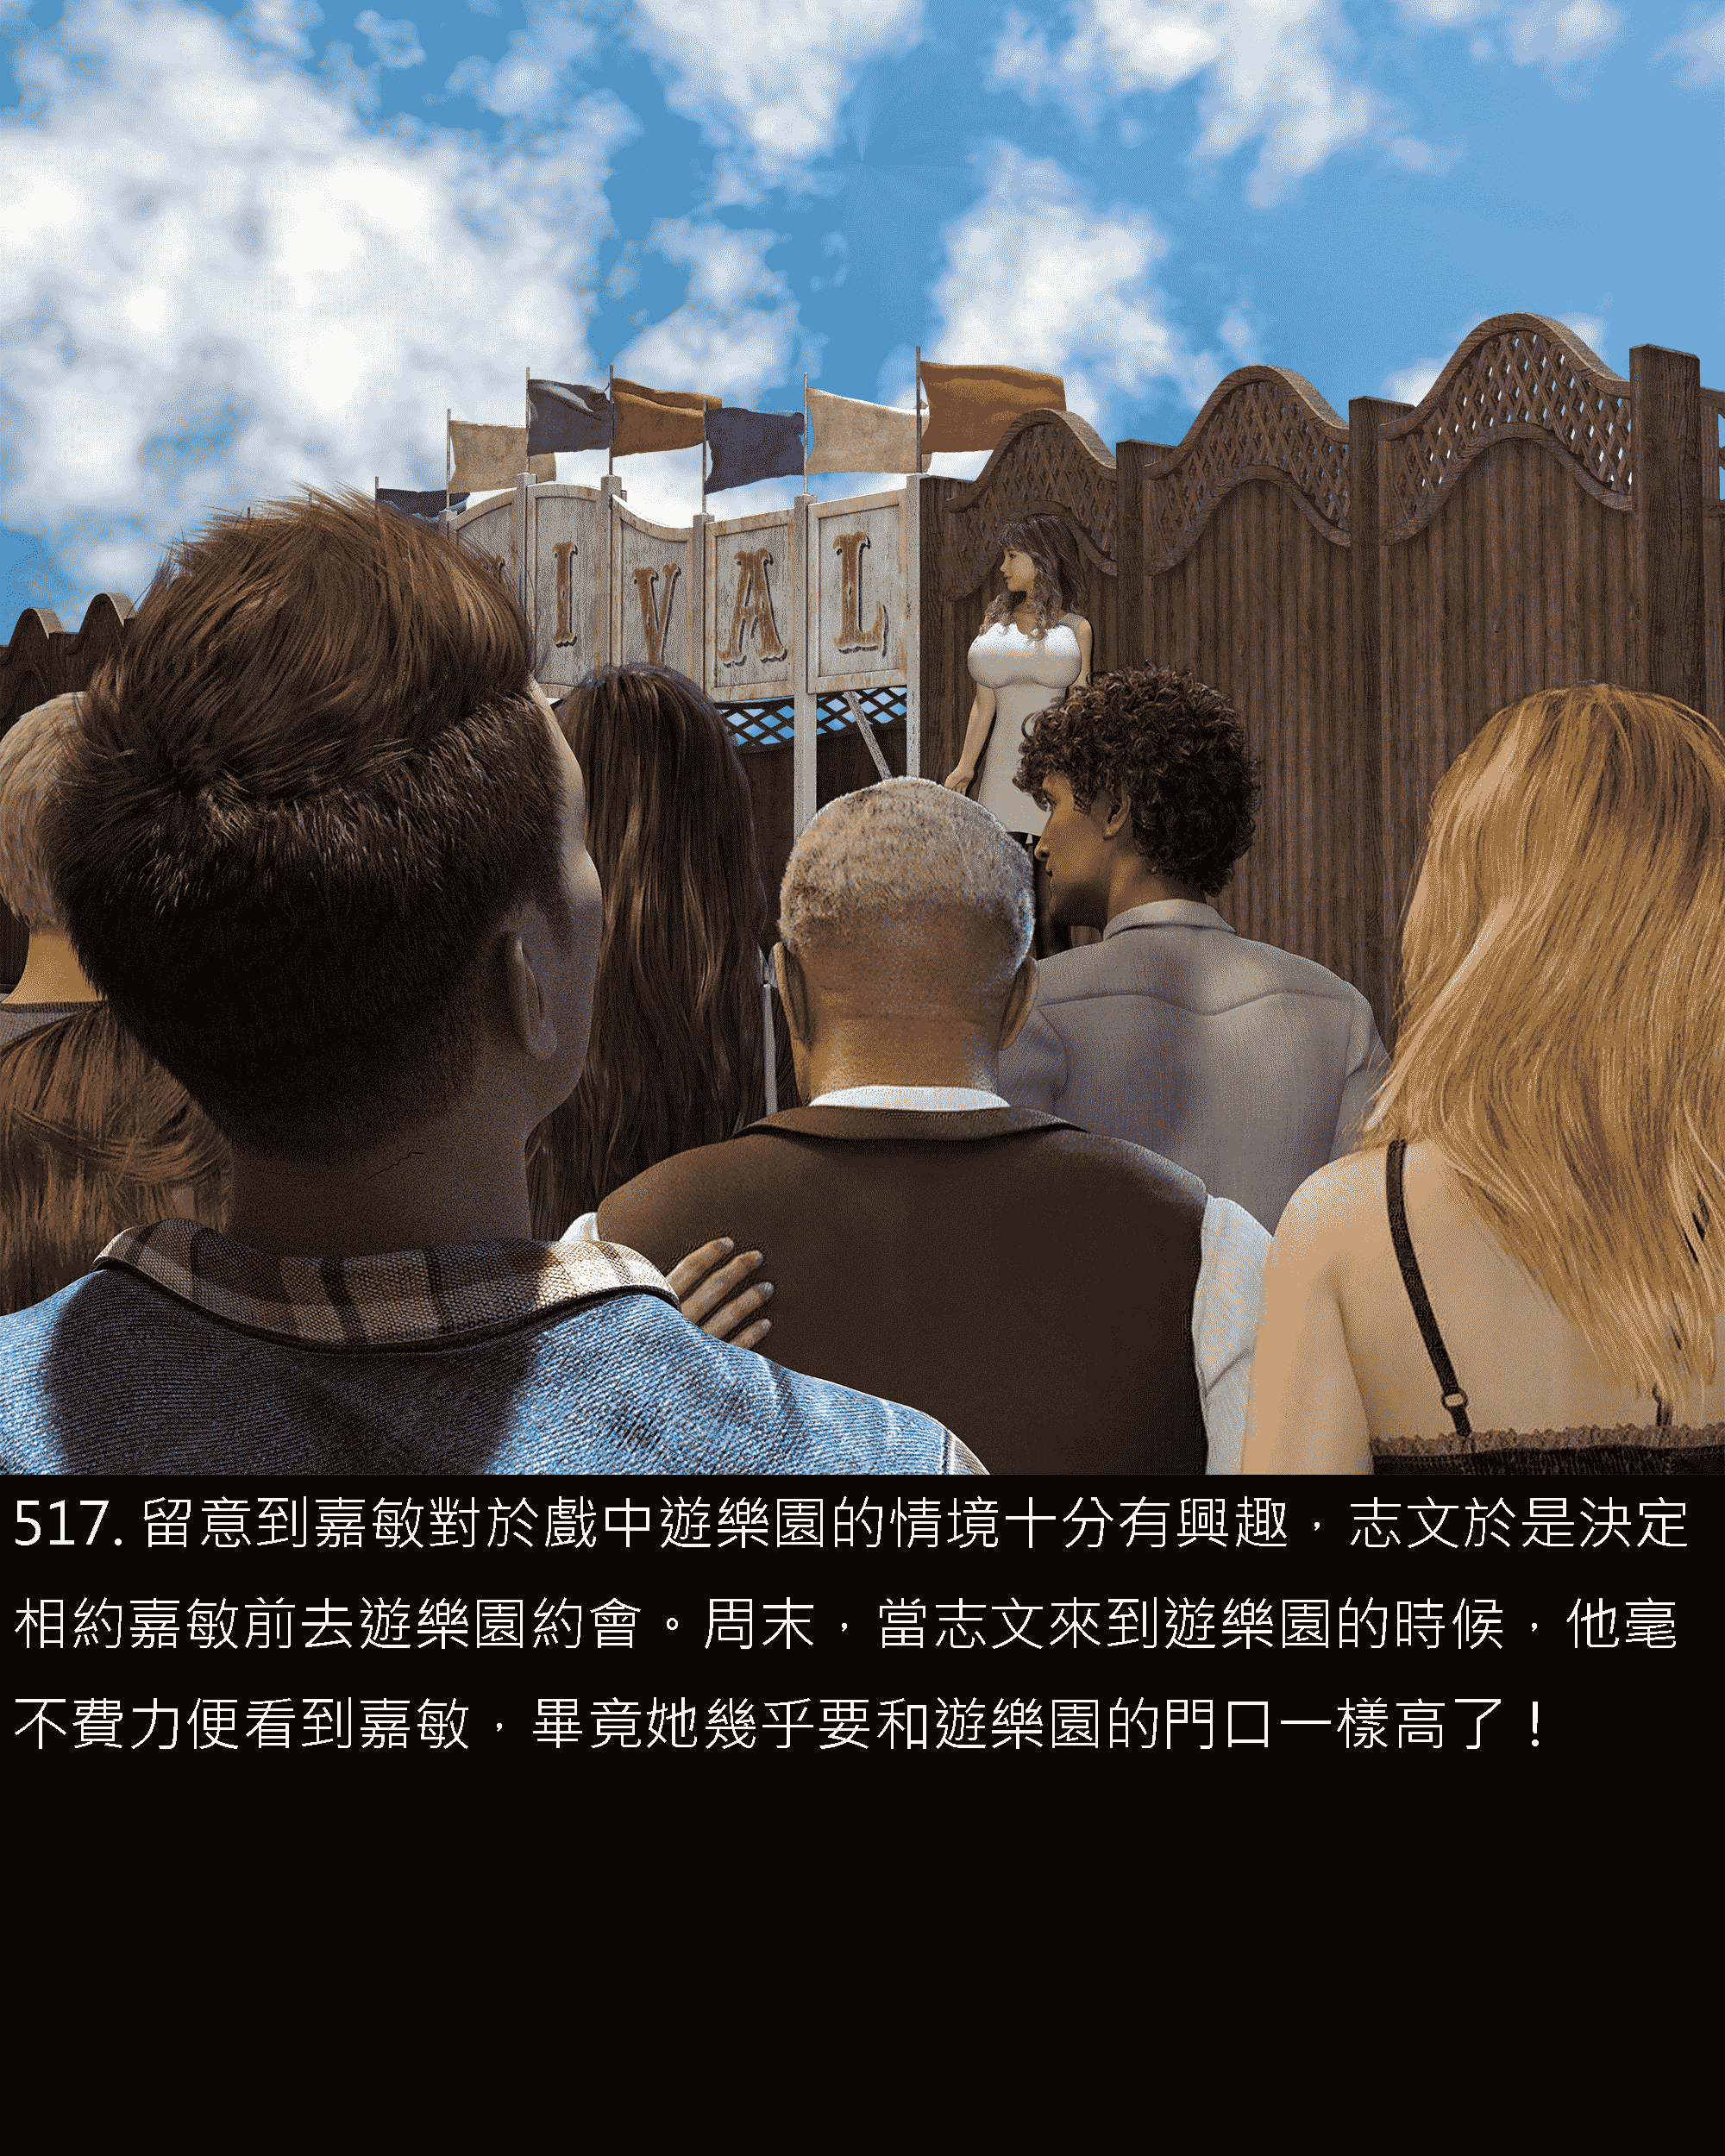 IVAL
517. 留意到嘉敏對於戲中遊樂園的情境十分有興趣，志文於是決定
相約嘉敏前去遊樂園約會。周末，當志文來到遊樂園的時候，他毫
不費力便看到嘉敏，畢竟她幾乎要和遊樂園的門口一樣高了！